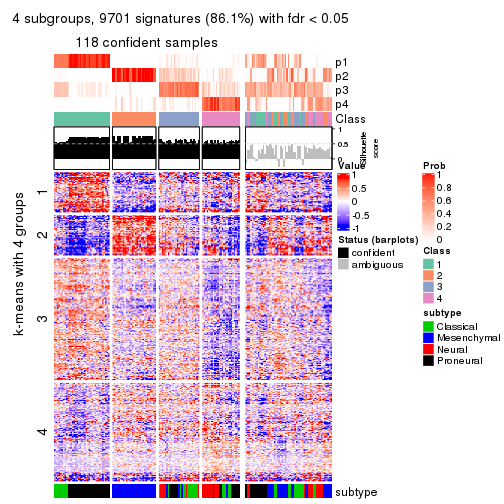 4 subgroups, 9701 signatures (86.1%) with fdr < 0.05
118 confident samples
p1
p2
p3
p4
Class
1
0.5
0
Silhouette
score
k-means with 4 groups
1
2
3
4
subtype
Value
1
0.5
0
-0.5
-1
Status (barplots)
confident
ambiguous
Prob
1
0.8
0.6
0.4
0.2
0
Class
1
2
3
4
subtype
Classical
Mesenchymal
Neural
Proneural